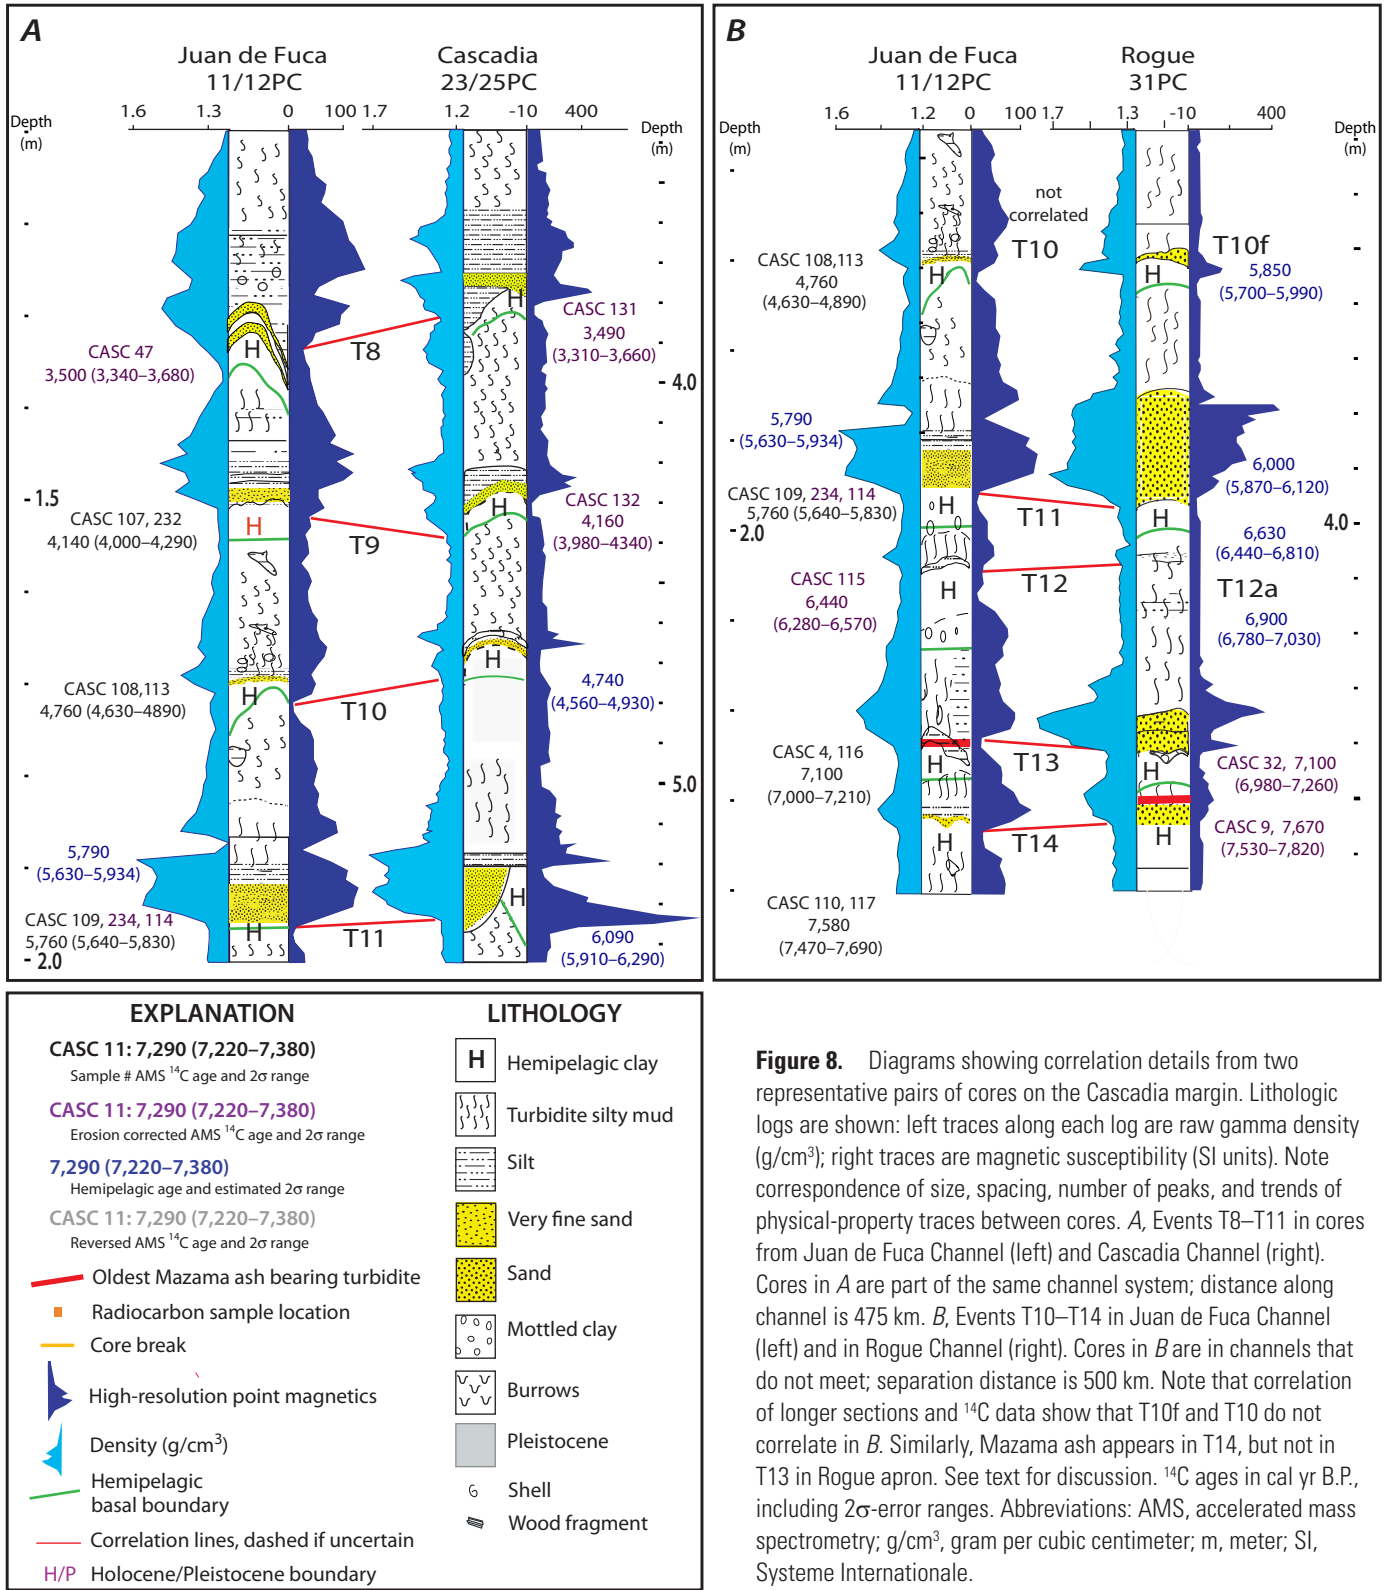 A
Juan de Fuca
11/12PC
Cascadia
23/25PC
1.6
1.3
0
100
1.7
1.2
-10
400
Depth
(m)
Depth
(m)
H
T8
H
CASC 47
3,500 (3,340–3,680)
CASC 131
3,490
(3,310–3,660)
4.0
1.5
CASC 107, 232
4,140 (4,000–4,290)
H
T9
H
CASC 132
4,160
(3,980–4340)
CASC 108,113
4,760 (4,630–4890)
H
T10
H
4,740
(4,560–4,930)
5.0
5,790
(5,630–5,934)
CASC 109, 234, 114
5,760 (5,640–5,830)
H
T11
H
6,090
(5,910–6,290)
2.0
B
Juan de Fuca
11/12PC
Rogue
31PC
1.6
1.2
0
100
1.7
1.3
-10
400
Depth
(m)
Depth
(m)
not
correlated
T10
T10f
CASC 108,113
4,760
(4,630–4,890)
H
H
5,850
(5,700–5,990)
5,790
(5,630–5,934)
6,000
(5,870–6,120)
CASC 109, 234, 114
5,760 (5,640–5,830)
2.0
H
T11
H
4.0
6,630
(6,440–6,810)
CASC 115
6,440
(6,280–6,570)
H
T12
T12a
6,900
(6,780–7,030)
CASC 4, 116
7,100
(7,000–7,210)
H
T13
H
CASC 32, 7,100
(6,980–7,260)
H
T14
H
CASC 9, 7,670
(7,530–7,820)
CASC 110, 117
7,580
(7,470–7,690)
EXPLANATION
CASC 11: 7,290 (7,220–7,380)
Sample # AMS ¹⁴C age and 2σ range
CASC 11: 7,290 (7,220–7,380)
Erosion corrected AMS ¹⁴C age and 2σ range
7,290 (7,220–7,380)
Hemipelagic age and estimated 2σ range
CASC 11: 7,290 (7,220–7,380)
Reversed AMS ¹⁴C age and 2σ range
Oldest Mazama ash bearing turbidite
Radiocarbon sample location
Core break
High-resolution point magnetics
Density (g/cm³)
Hemipelagic
basal boundary
Correlation lines, dashed if uncertain
H/P Holocene/Pleistocene boundary
LITHOLOGY
H Hemipelagic clay
Turbidite silty mud
Silt
Very fine sand
Sand
Mottled clay
Burrows
Pleistocene
Shell
Wood fragment
Figure 8. Diagrams showing correlation details from two
representative pairs of cores on the Cascadia margin. Lithologic
logs are shown: left traces along each log are raw gamma density
(g/cm³); right traces are magnetic susceptibility (SI units). Note
correspondence of size, spacing, number of peaks, and trends of
physical-property traces between cores. A, Events T8–T11 in cores
from Juan de Fuca Channel (left) and Cascadia Channel (right).
Cores in A are part of the same channel system; distance along
channel is 475 km. B, Events T10–T14 in Juan de Fuca Channel
(left) and in Rogue Channel (right). Cores in B are in channels that
do not meet; separation distance is 500 km. Note that correlation
of longer sections and ¹⁴C data show that T10f and T10 do not
correlate in B. Similarly, Mazama ash appears in T14, but not in
T13 in Rogue apron. See text for discussion. ¹⁴C ages in cal yr B.P.,
including 2σ-error ranges. Abbreviations: AMS, accelerated mass
spectrometry; g/cm³, gram per cubic centimeter; m, meter; SI,
Systeme Internationale.